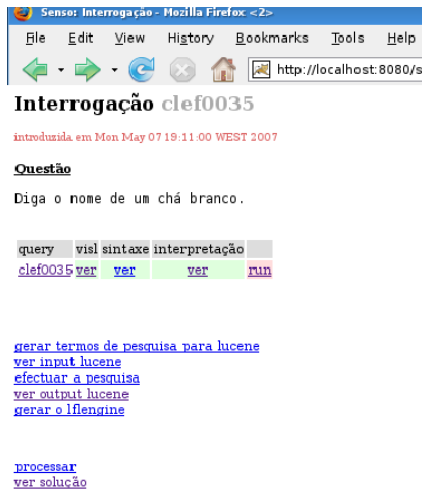 Senso: Interrogação - Mozilla Firefox <2>
File Edit View History Bookmarks Tools Help
http://localhost:8080/s
Interrogação clef0035
introduzida em Mon May 07 19:11:00 WEST 2007
Questão
Diga o nome de um chá branco.
query visl sintaxe interpretação
clef0035 ver ver ver run
gerar termos de pesquisa para lucene
ver input lucene
efectuar a pesquisa
ver output lucene
gerar o lflengine
processar
ver solução